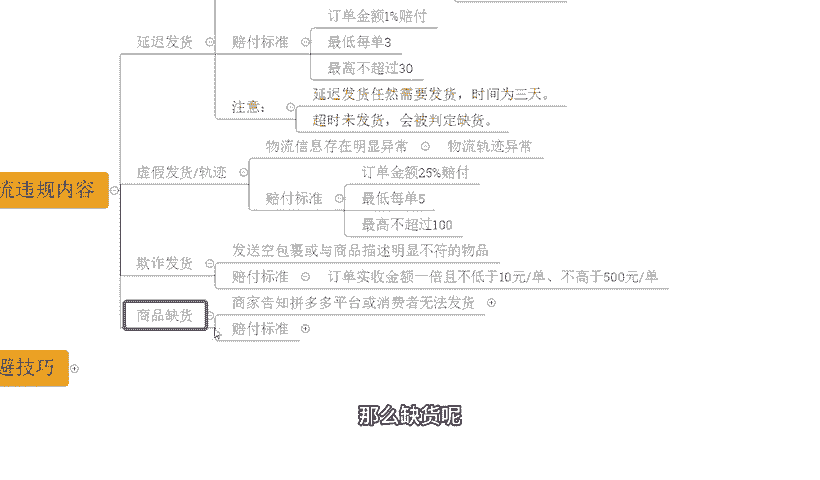 延迟发货
赔付标准
订单金额1%赔付
最低每单3
最高不超过30
注意：
延迟发货任然需要发货，时间为三天。
超时未发货，会被判定缺货。
流违规内容
虚假发货/轨迹
物流信息存在明显异常
物流轨迹异常
赔付标准
订单金额25%赔付
最低每单5
最高不超过100
欺诈发货
发送空包裹或与商品描述明显不符的物品
赔付标准
订单实收金额一倍且不低于10元/单、不高于500元/单
商品缺货
商家告知拼多多平台或消费者无法发货
赔付标准
避技巧
那么缺货呢